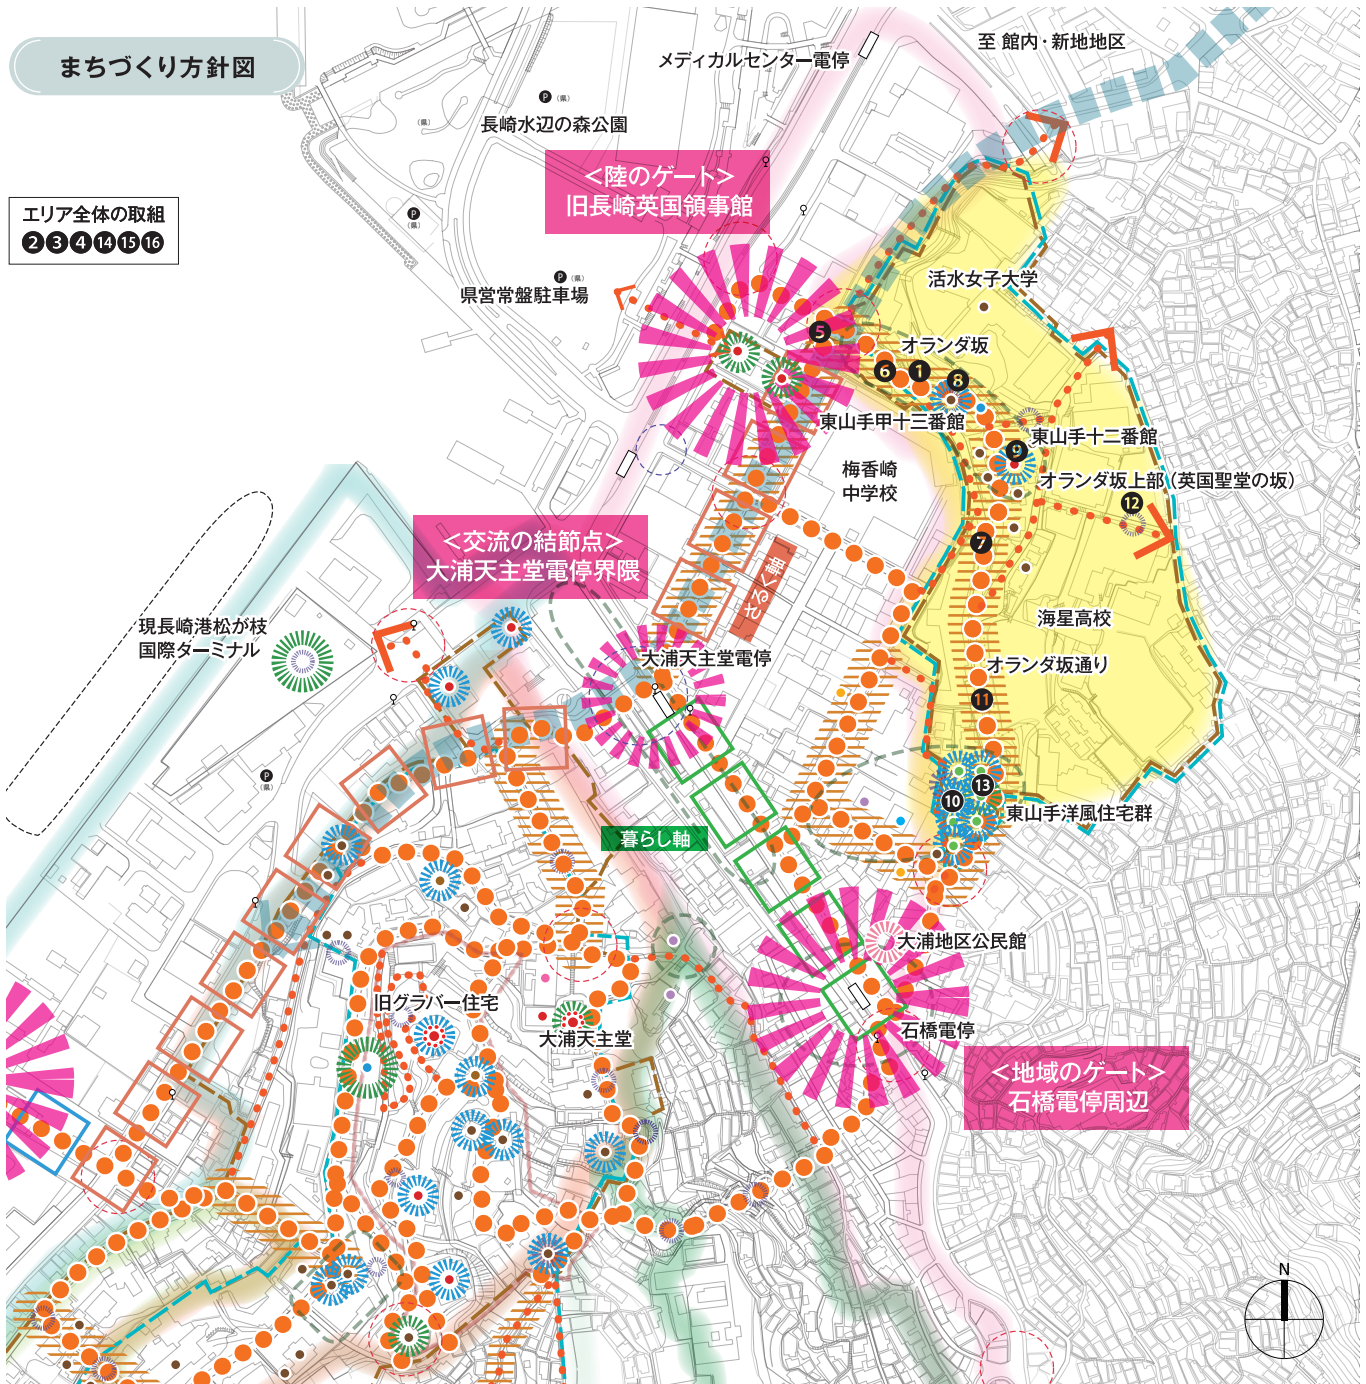 まちづくり方針図
エリア全体の取組
2 3 4 14 15 16
至 館内・新地地区
メディカルセンター電停
P（県）
長崎水辺の森公園
（県）
＜陸のゲート＞
旧長崎英国領事館
P
（県）
P（県）
県営常盤駐車場
活水女子大学
オランダ坂
5
6
1
8
東山手甲十三番館
東山手十二番館
9
梅香崎
中学校
オランダ坂上部（英国聖堂の坂）
12
7
＜交流の結節点＞
大浦天主堂電停界隈
さるく軸
現長崎港松が枝
国際ターミナル
海星高校
大浦天主堂電停
オランダ坂通り
11
P
（県）
13
10
東山手洋風住宅群
暮らし軸
大浦地区公民館
旧グラバー住宅
大浦天主堂
石橋電停
＜地域のゲート＞
石橋電停周辺
N